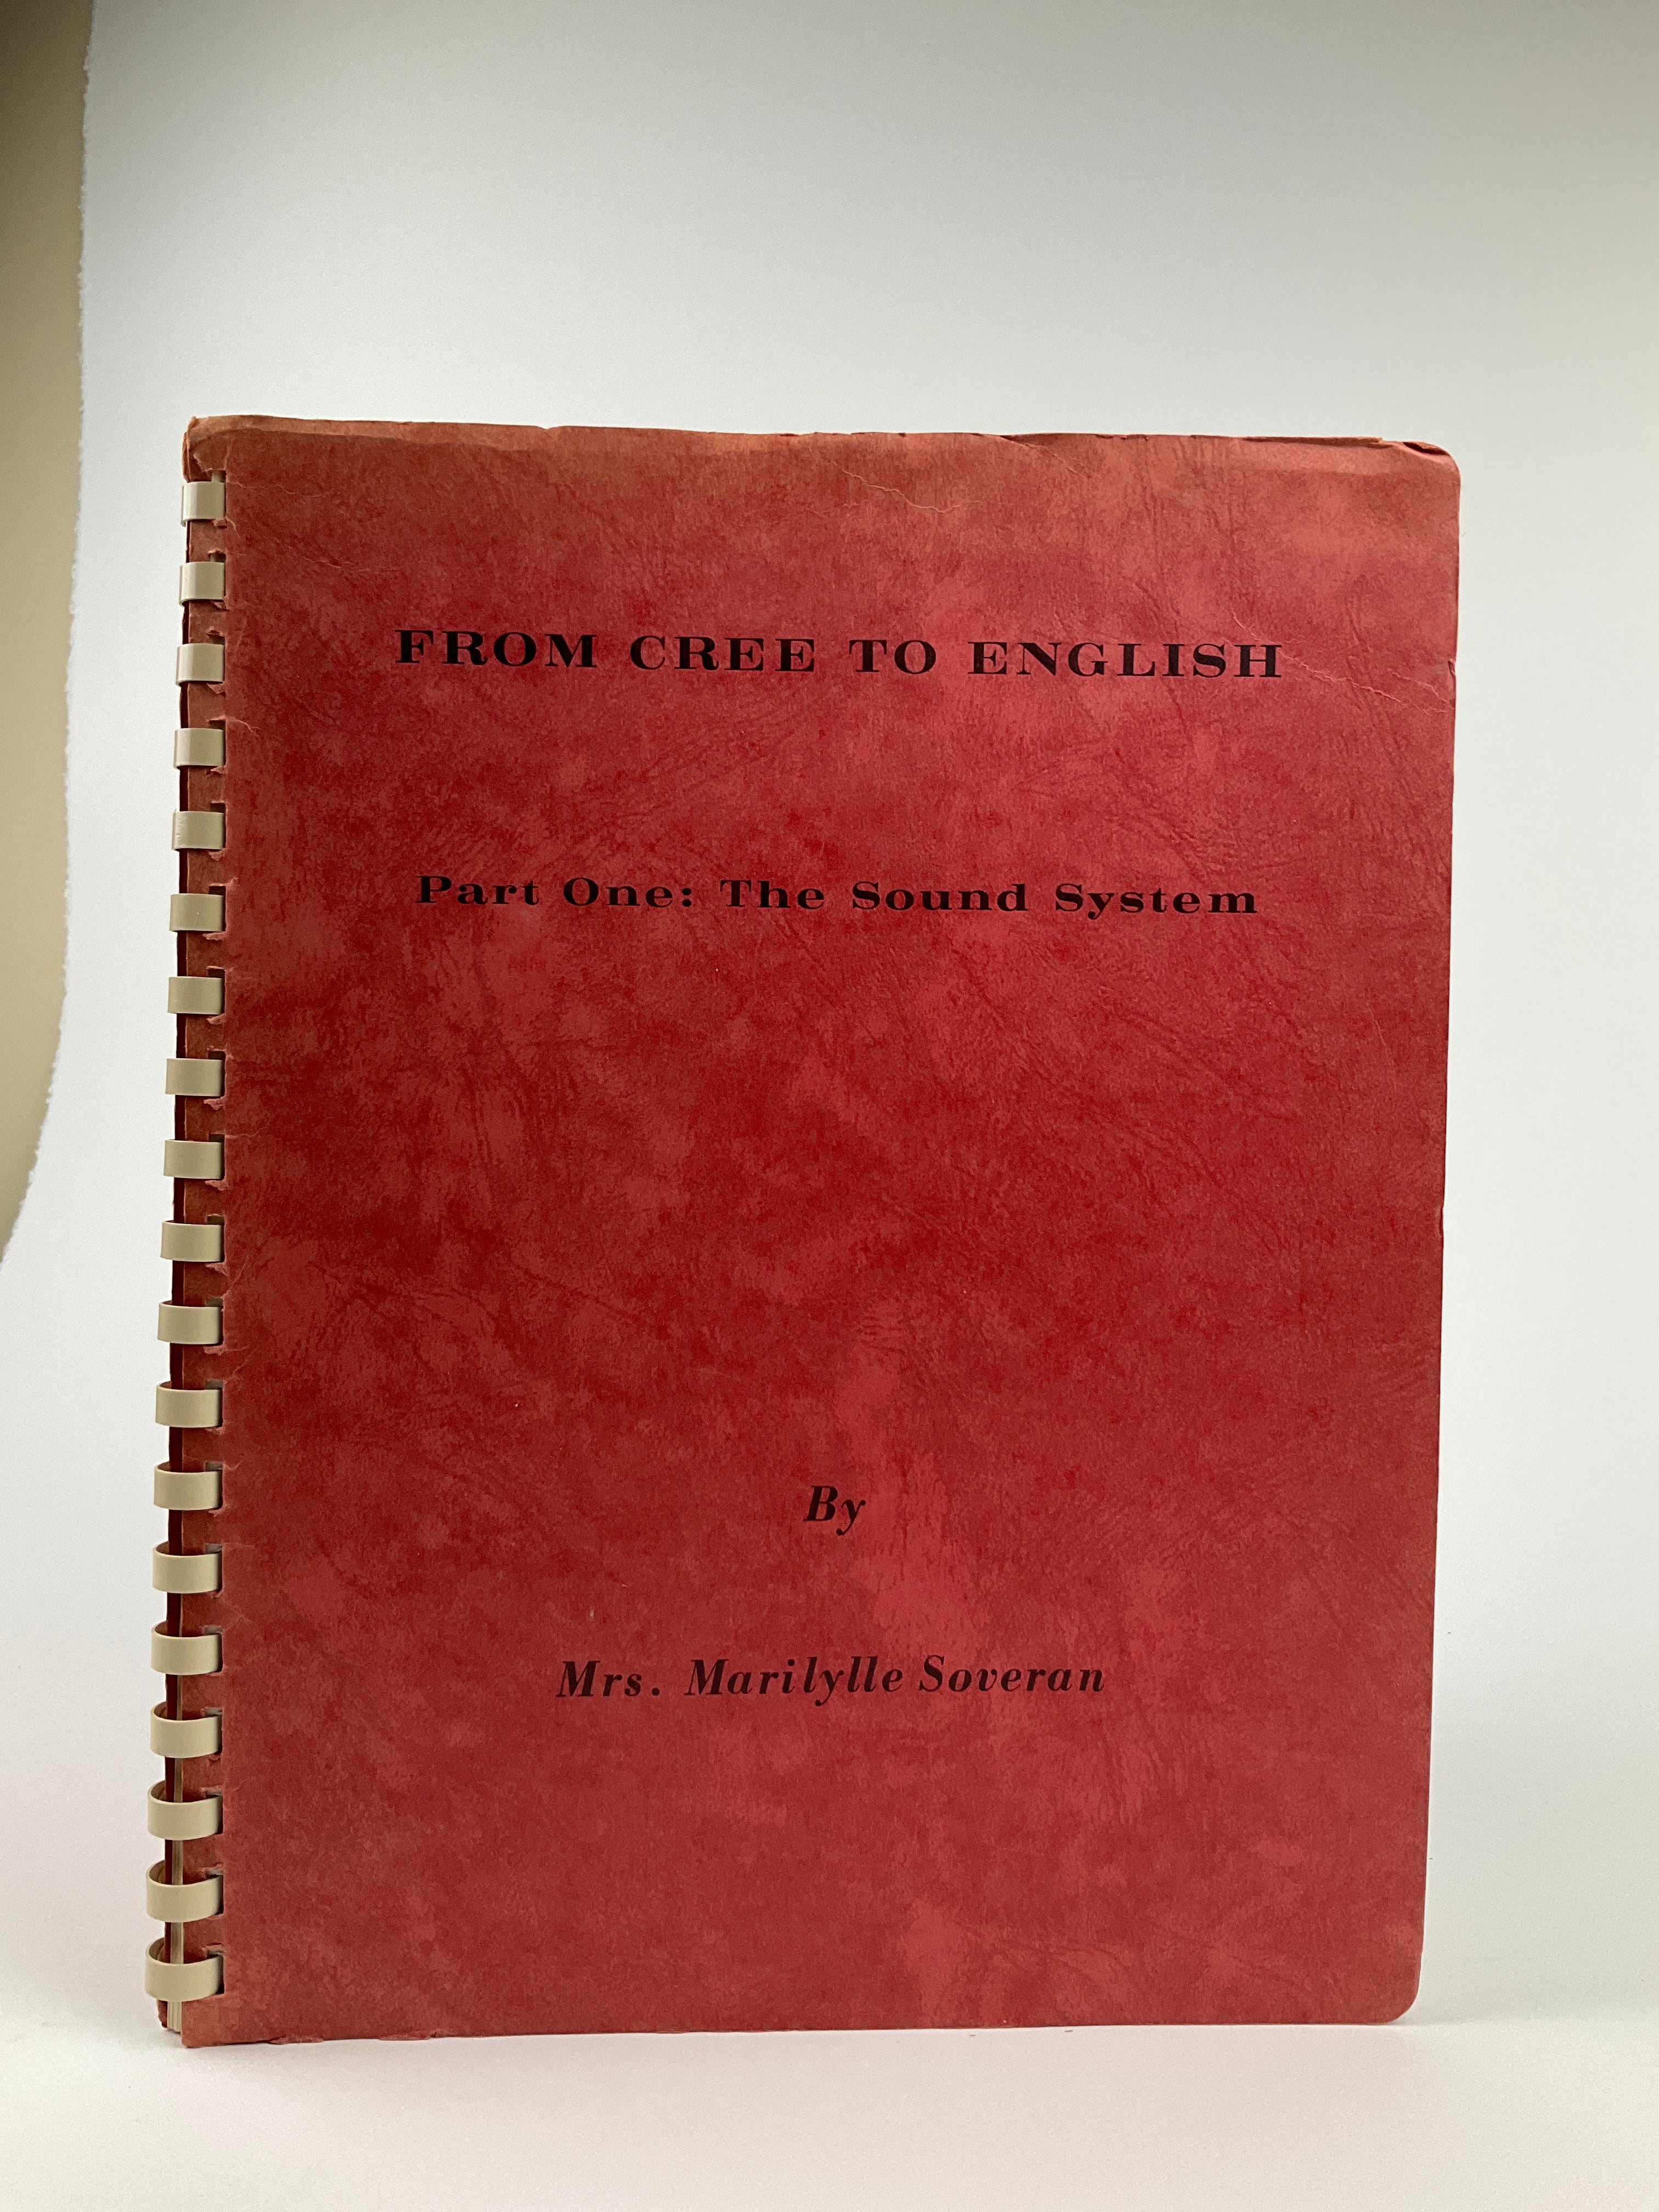 FROM CREE TO ENGLISH
Part One: The Sound System
By
Mrs. Marilylle Soveran